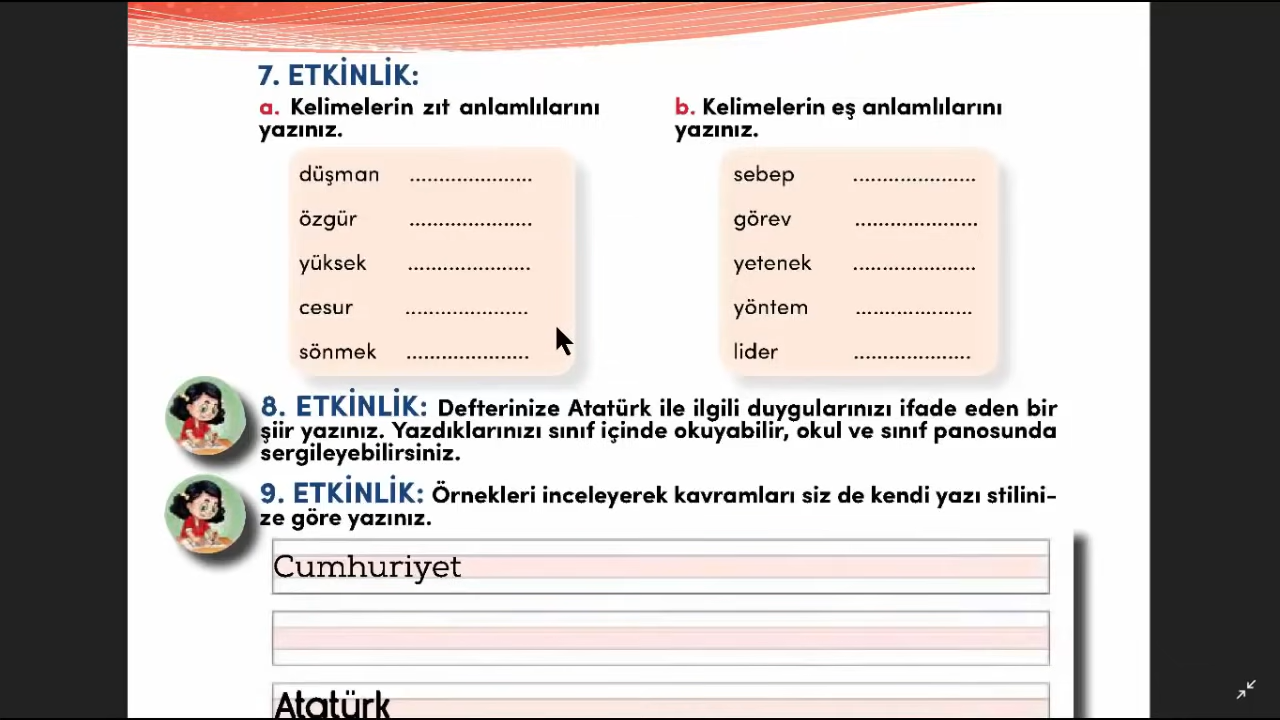 7. ETKİNLİK:
a. Kelimelerin zıt anlamlılarını
yazınız.
düşman .....................
özgür .....................
yüksek .....................
cesur .....................
sönmek .....................
b. Kelimelerin eş anlamlılarını
yazınız.
sebep .....................
görev .....................
yetenek .....................
yöntem ....................
lider ....................
8. ETKİNLİK: Defterinize Atatürk ile ilgili duygularınızı ifade eden bir
şiir yazınız. Yazdıklarınızı sınıf içinde okuyabilir, okul ve sınıf panosunda
sergileyebilirsiniz.
9. ETKİNLİK: Örnekleri inceleyerek kavramları siz de kendi yazı stilini-
ze göre yazınız.
Cumhuriyet
Atatürk